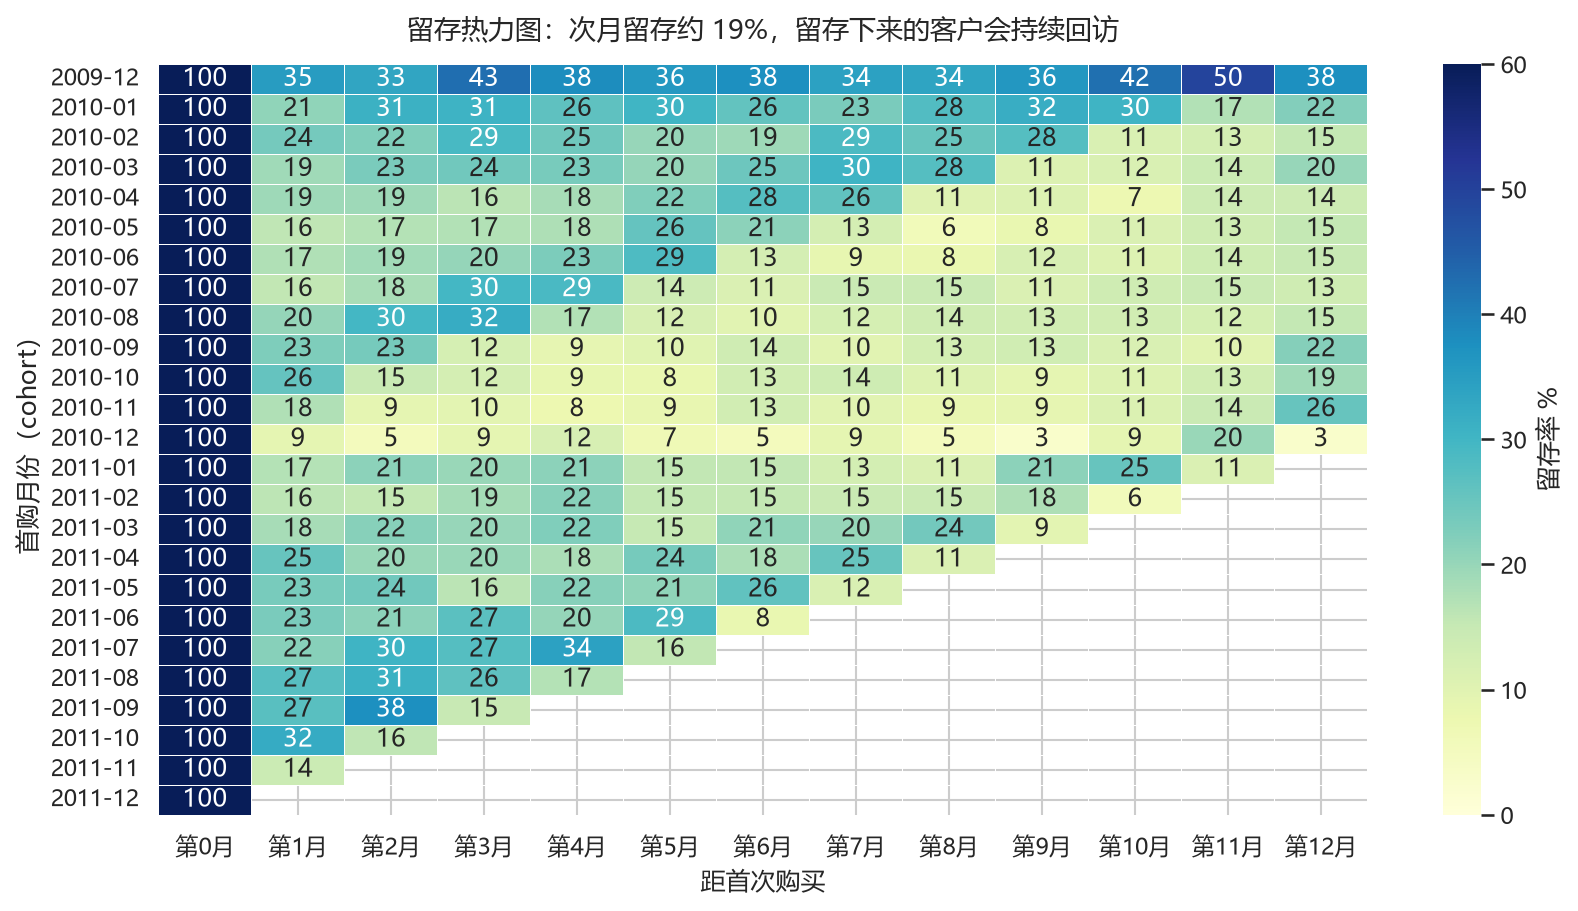 留存热力图：次月留存约 19%，留存下来的客户会持续回访
2009-12 100 35 33 43 38 36 38 34 34 36 42 50 38
2010-01 100 21 31 31 26 30 26 23 28 32 30 17 22
2010-02 100 24 22 29 25 20 19 29 25 28 11 13 15
2010-03 100 19 23 24 23 20 25 30 28 11 12 14 20
2010-04 100 19 19 16 18 22 28 26 11 11 7 14 14
2010-05 100 16 17 17 18 26 21 13 6 8 11 13 15
2010-06 100 17 19 20 23 29 13 9 8 12 11 14 15
2010-07 100 16 18 30 29 14 11 15 15 11 13 15 13
2010-08 100 20 30 32 17 12 10 12 14 13 13 12 15
2010-09 100 23 23 12 9 10 14 10 13 13 12 10 22
2010-10 100 26 15 12 9 8 13 14 11 9 11 13 19
2010-11 100 18 9 10 8 9 13 10 9 9 11 14 26
2010-12 100 9 5 9 12 7 5 9 5 3 9 20 3
2011-01 100 17 21 20 21 15 15 13 11 21 25 11
2011-02 100 16 15 19 22 15 15 15 15 18 6
2011-03 100 18 22 20 22 15 21 20 24 9
2011-04 100 25 20 20 18 24 18 25 11
2011-05 100 23 24 16 22 21 26 12
2011-06 100 23 21 27 20 29 8
2011-07 100 22 30 27 34 16
2011-08 100 27 31 26 17
2011-09 100 27 38 15
2011-10 100 32 16
2011-11 100 14
2011-12 100
第0月 第1月 第2月 第3月 第4月 第5月 第6月 第7月 第8月 第9月 第10月 第11月 第12月
距首次购买
首购月份（cohort）
60
50
40
30
20
10
0
留存率 %